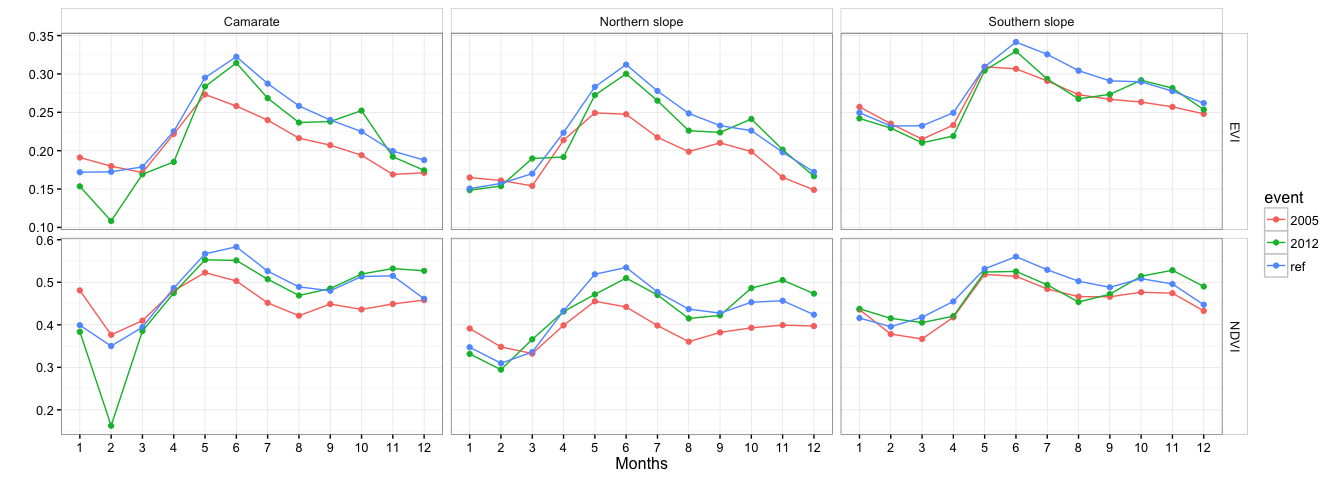 Camarate Northern slope Southern slope
0.35
0.30
0.25
0.20
0.15
0.10
EVI
0.6
0.5
0.4
0.3
0.2
NDVI
1 2 3 4 5 6 7 8 9 10 11 12 1 2 3 4 5 6 7 8 9 10 11 12 1 2 3 4 5 6 7 8 9 10 11 12
Months
event
2005
2012
ref